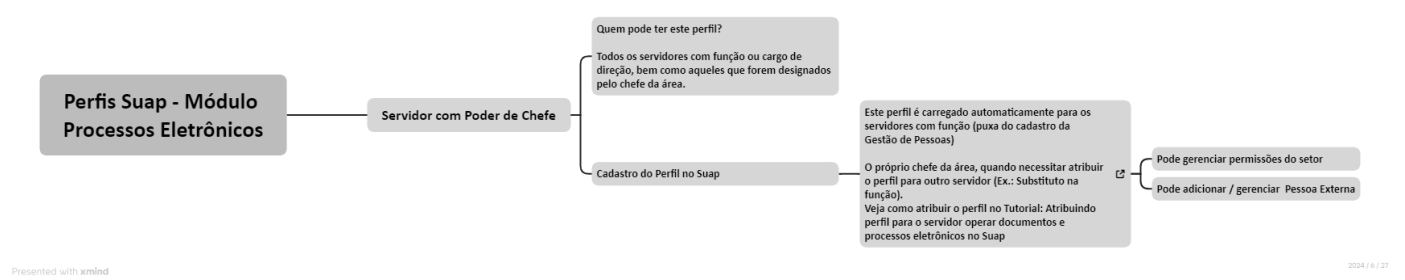 Perfis Suap - Módulo
Processos Eletrônicos
Servidor com Poder de Chefe
Quem pode ter este perfil?
Todos os servidores com função ou cargo de
direção, bem como aqueles que forem designados
pelo chefe da área.
Cadastro do Perfil no Suap
Este perfil é carregado automaticamente para os
servidores com função (puxa do cadastro da
Gestão de Pessoas)
O próprio chefe da área, quando necessitar atribuir
o perfil para outro servidor (Ex.: Substituto na
função).
Veja como atribuir o perfil no Tutorial: Atribuindo
perfil para o servidor operar documentos e
processos eletrônicos no Suap
Pode gerenciar permissões do setor
Pode adicionar / gerenciar  Pessoa Externa
Presented with xmind
2024 / 6 / 27